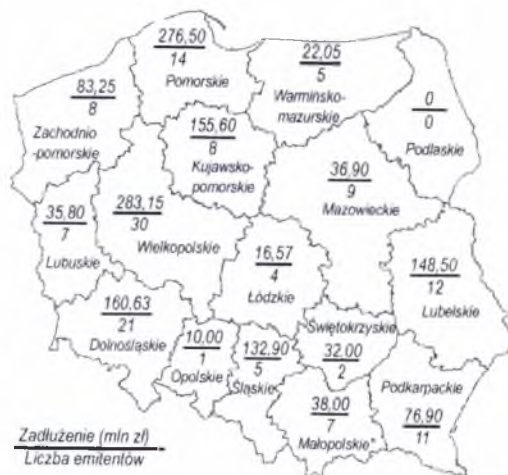 276,50
14
Pomorskie
22,05
5
Warmińsko-
mazurskie
83,25
8
Zachodnio
-pomorskie
0
0
Podlaskie
155,60
8
Kujawsko-
pomorskie
36,90
9
Mazowieckie
35,80
7
Lubuskie
283,15
30
Wielkopolskie
16,57
4
Łódzkie
148,50
12
Lubelskie
160,63
21
Dolnośląskie
10,00
1
Opolskie
132,90
5
Śląskie
Świętokrzyskie
32,00
2
Podkarpackie
76,90
11
38,00
7
Małopolskie*
Zadłużenie (mln zł)
Liczba emitentów